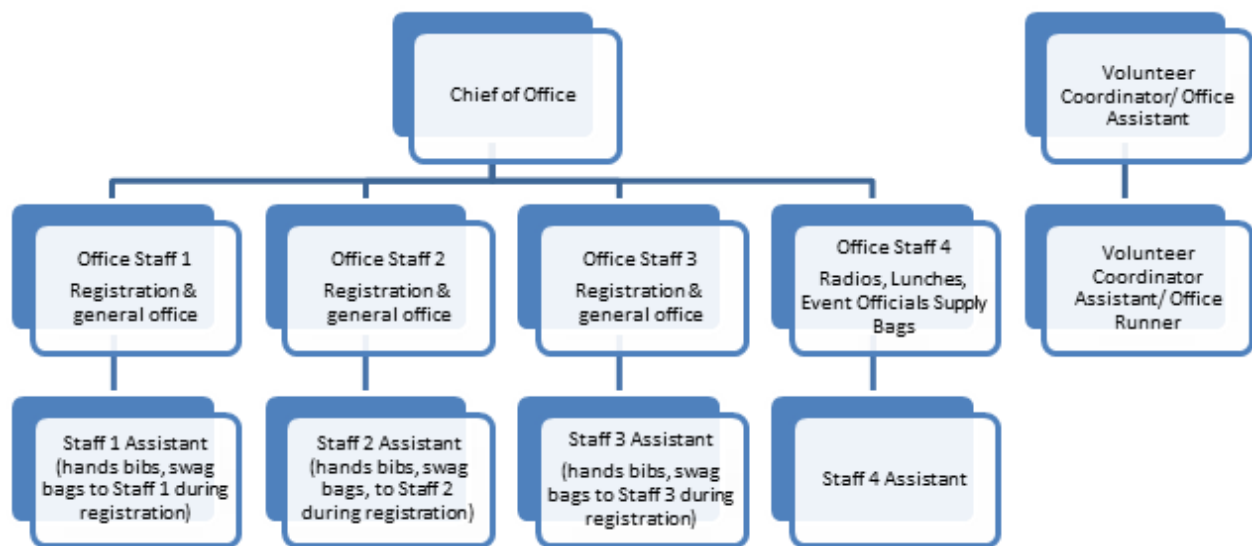 Chief of Office
Volunteer
Coordinator/ Office
Assistant
Office Staff 1
Registration &
general office
Office Staff 2
Registration &
general office
Office Staff 3
Registration &
general office
Office Staff 4
Radios, Lunches,
Event Officials Supply
Bags
Volunteer
Coordinator
Assistant/ Office
Runner
Staff 1 Assistant
(hands bibs, swag
bags to Staff 1 during
registration)
Staff 2 Assistant
(hands bibs, swag
bags, to Staff 2
during registration)
Staff 3 Assistant
(hands bibs, swag
bags to Staff 3 during
registration)
Staff 4 Assistant